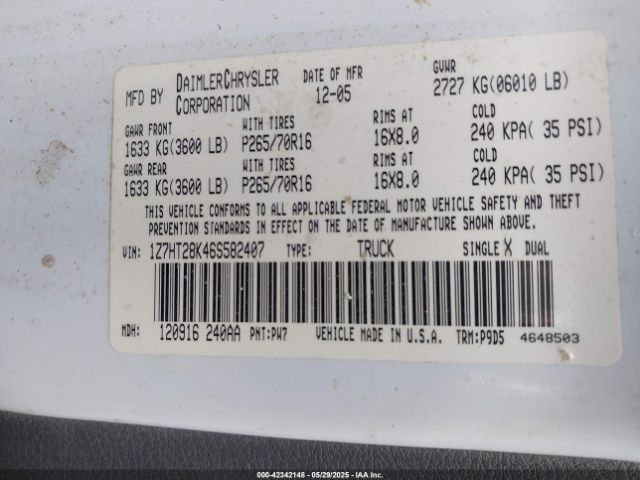 MFD BY DAIMLERCHRYSLER CORPORATION DATE OF MFR 12-05 GVWR 2727 KG(06010 LB)
GAWR FRONT WITH TIRES RIMS AT COLD
1633 KG(3600 LB) P265/70R16 16X8.0 240 KPA( 35 PSI)
GAWR REAR WITH TIRES RIMS AT COLD
1633 KG(3600 LB) P265/70R16 16X8.0 240 KPA( 35 PSI)
THIS VEHICLE CONFORMS TO ALL APPLICABLE FEDERAL MOTOR VEHICLE SAFETY AND THEFT
PREVENTION STANDARDS IN EFFECT ON THE DATE OF MANUFACTURE SHOWN ABOVE.
VIN: 1Z7HT28K46S582407 TYPE: TRUCK SINGLE X DUAL
MDH: 120916 240AA PNT:PW7 VEHICLE MADE IN U.S.A. TRM:P9D5 4648503
000-42342148 - 05/29/2025 - IAA Inc.